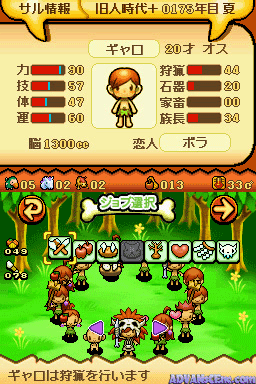 サル情報 旧人時代+ 0175年目 夏
ギャロ 20才 オス
力 90 狩猟 44
技 57 石器 20
体 47 家畜 00
運 60 族長 34
脳 1300cc 恋人 ボラ
05 02 02 013 33℃
ジョブ選択
049
078
ギャロは狩猟を行います
ADVANsCEne.com